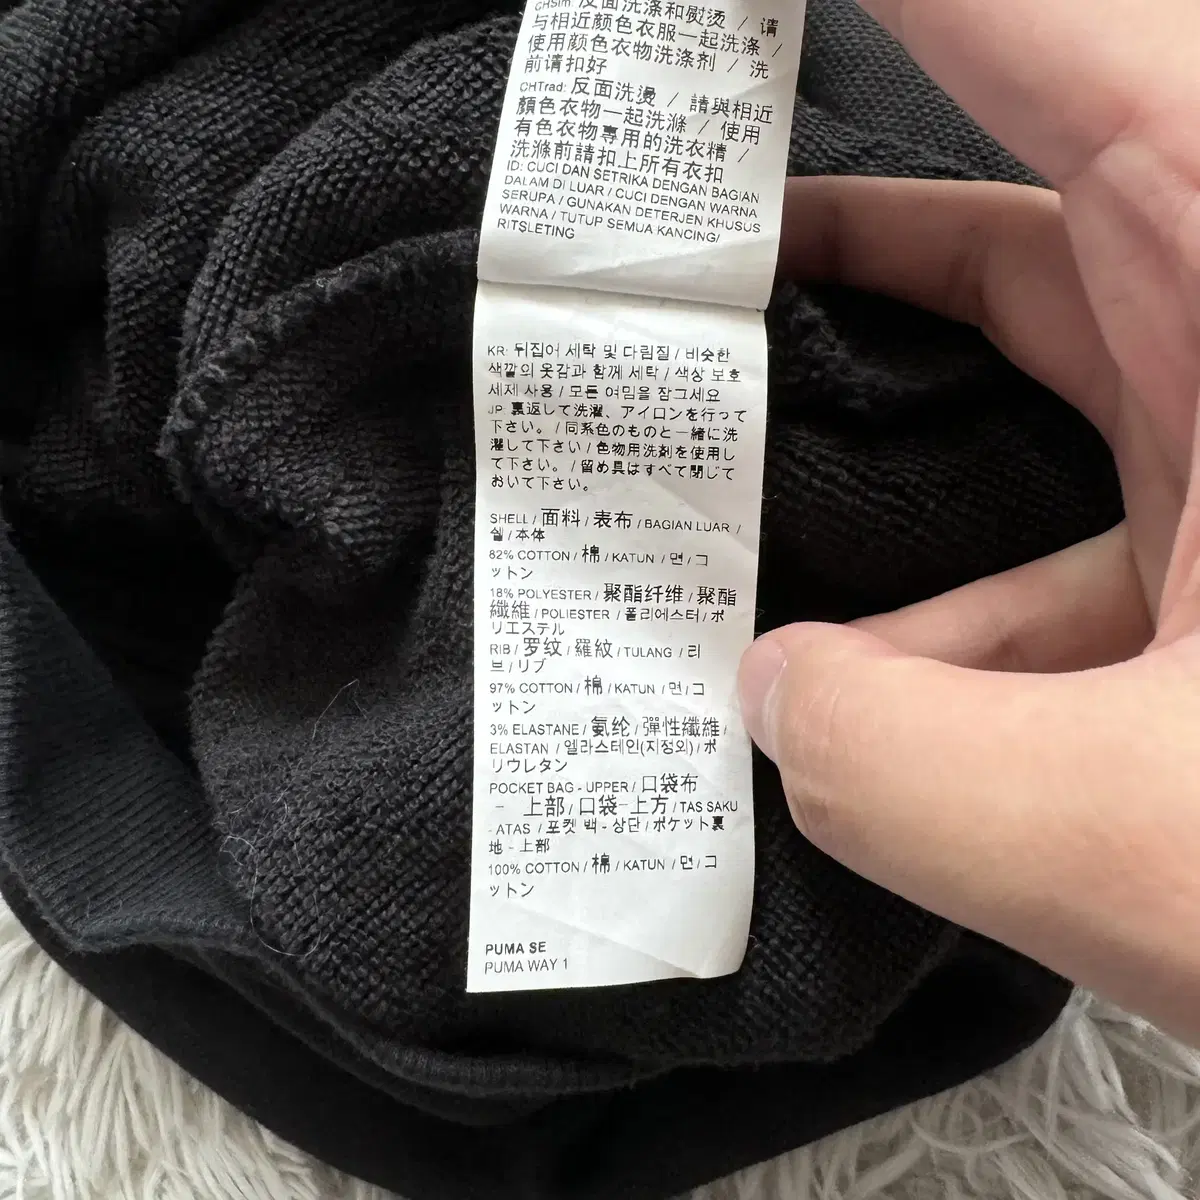 CHSim: 反面洗涤和熨烫 / 请
与相近颜色衣服一起洗涤 /
使用颜色衣物洗涤剂 / 洗
前请扣好
CHTrad: 反面洗燙 / 請與相近
顏色衣物一起洗滌 / 使用
有色衣物專用的洗衣精 /
洗滌前請扣上所有衣扣
ID: CUCI DAN SETRIKA DENGAN BAGIAN
DALAM DI LUAR / CUCI DENGAN WARNA
SERUPA / GUNAKAN DETERJEN KHUSUS
WARNA / TUTUP SEMUA KANCING/
RITSLETING
KR: 뒤집어 세탁 및 다림질 / 비슷한
색깔의 옷감과 함께 세탁 / 색상 보호
세제 사용 / 모든 여밈을 잠그세요
JP: 裏返して洗濯、アイロンを行って
下さい。/ 同系色のものと一緒に洗
濯して下さい / 色物用洗剤を使用し
て下さい。/ 留め具はすべて閉じて
おいて下さい。
SHELL / 面料 / 表布 / BAGIAN LUAR /
쉘 / 本体
82% COTTON / 棉 / KATUN / 면 / コ
ットン
18% POLYESTER / 聚酯纤维 / 聚酯
纖維 / POLIESTER / 폴리에스터 / ポ
リエステル
RIB / 罗纹 / 羅紋 / TULANG / 리
브 / リブ
97% COTTON / 棉 / KATUN / 면 / コ
ットン
3% ELASTANE / 氨纶 / 彈性纖維 /
ELASTAN / 엘라스테인(지정외) / ポ
リウレタン
POCKET BAG - UPPER / 口袋布
- 上部 / 口袋-上方 / TAS SAKU
- ATAS / 포켓 백 - 상단 / ポケット裏
地 - 上部
100% COTTON / 棉 / KATUN / 면 / コ
ットン
PUMA SE
PUMA WAY 1